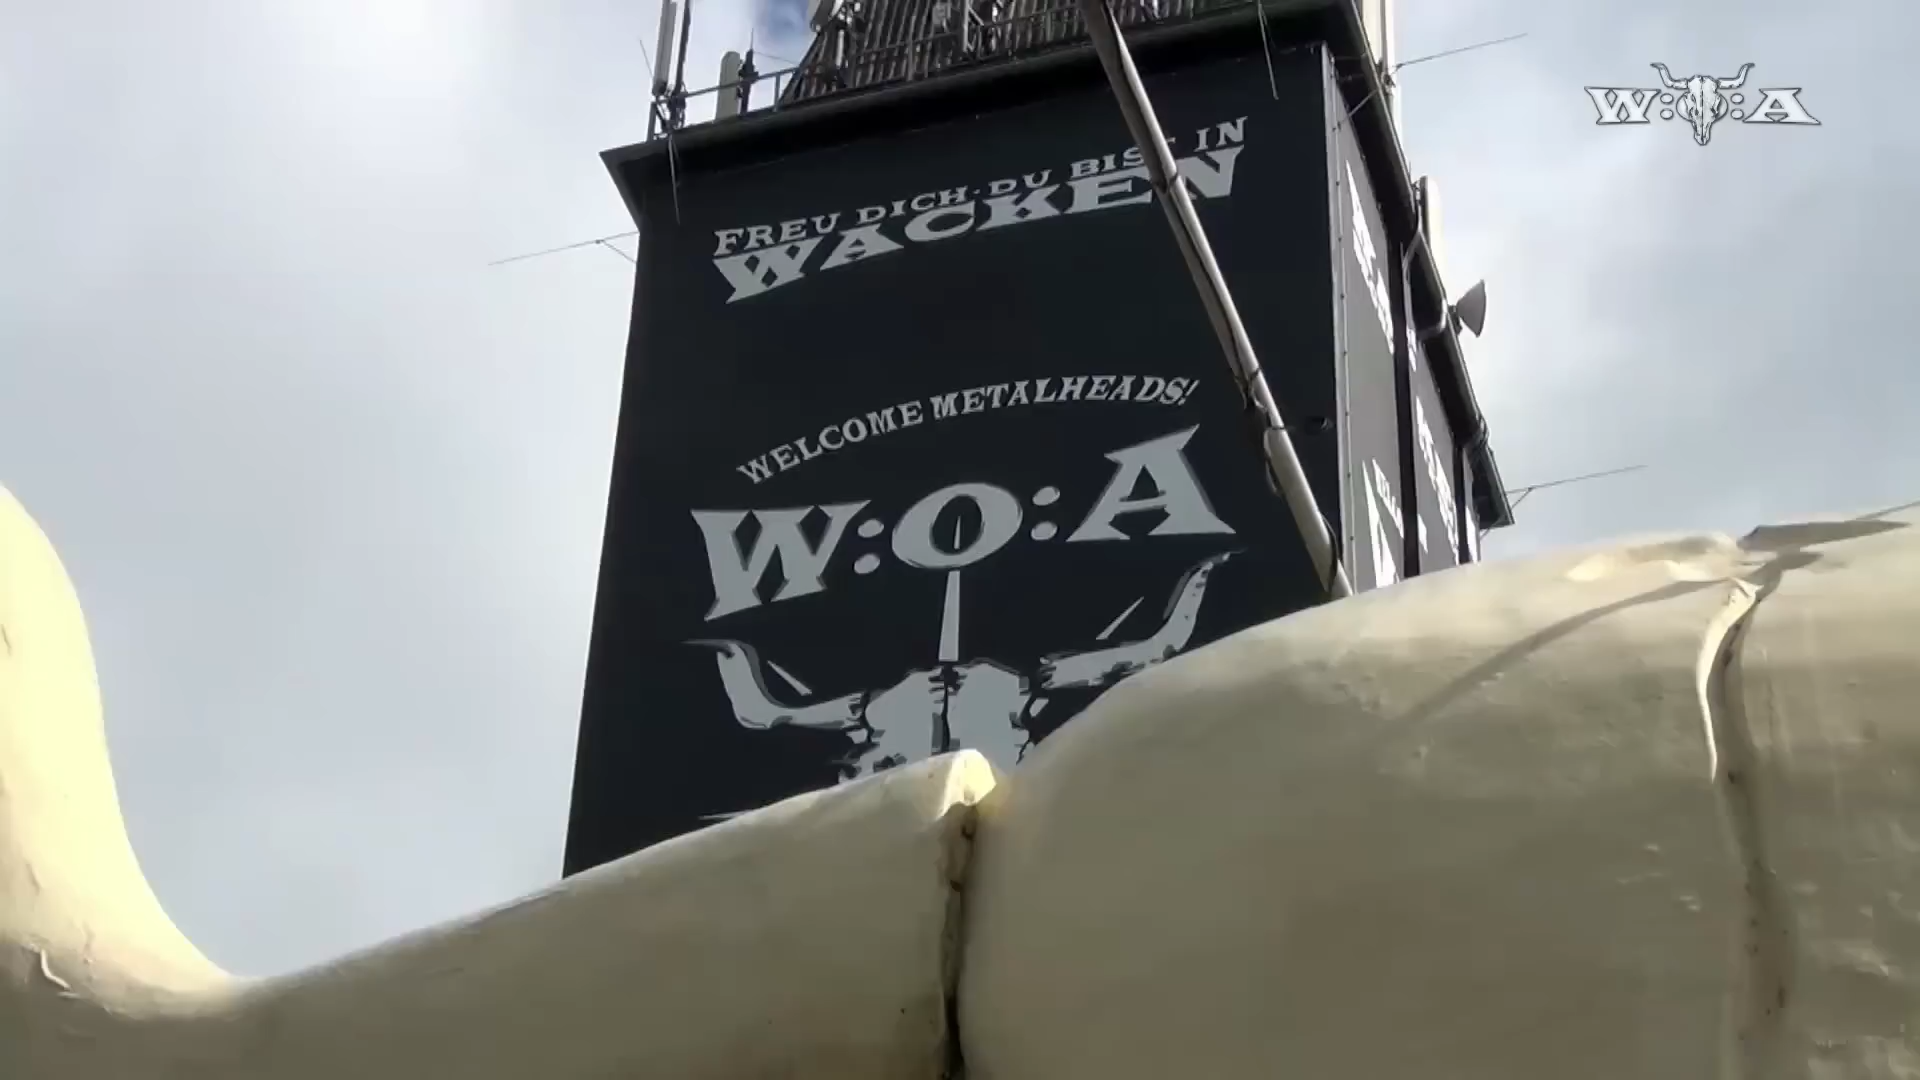 FREU DICH · DU BIST IN
WACKEN
WELCOME METALHEADS!
W:O:A
W:O:A